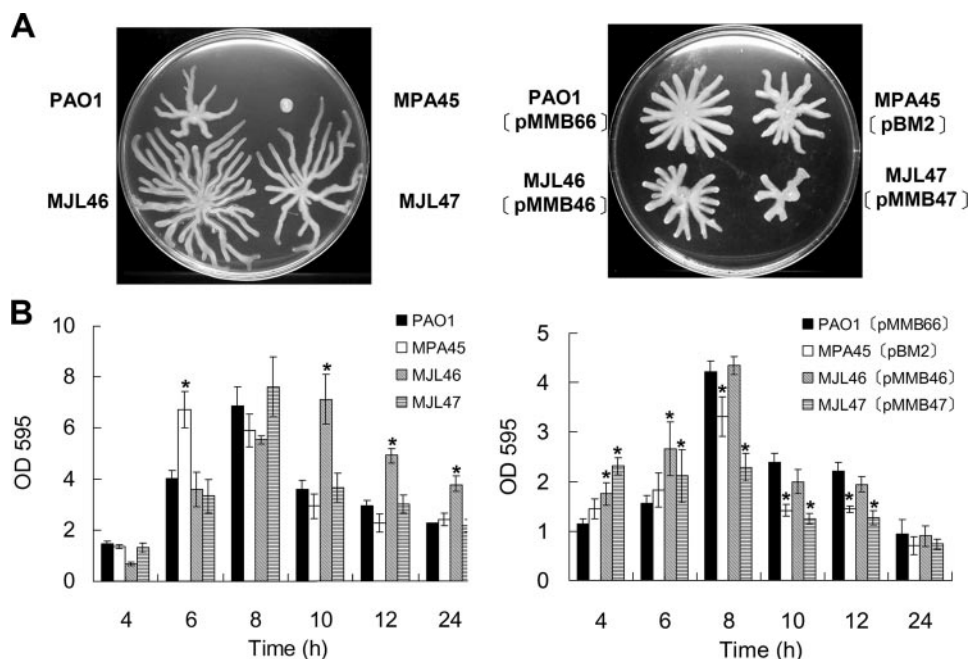 A
PAO1
MPA45
MJL46
MJL47
PAO1
〔pMMB66〕
MPA45
〔pBM2〕
MJL46
〔pMMB46〕
MJL47
〔pMMB47〕
B
10
8
6
4
2
0
OD 595
PAO1
MPA45
MJL46
MJL47
*
*
*
*
4 6 8 10 12 24
Time (h)
5
4
3
2
1
0
OD 595
PAO1〔pMMB66〕
MPA45〔pBM2〕
MJL46〔pMMB46〕
MJL47〔pMMB47〕
* *
* *
* *
* *
* *
4 6 8 10 12 24
Time (h)